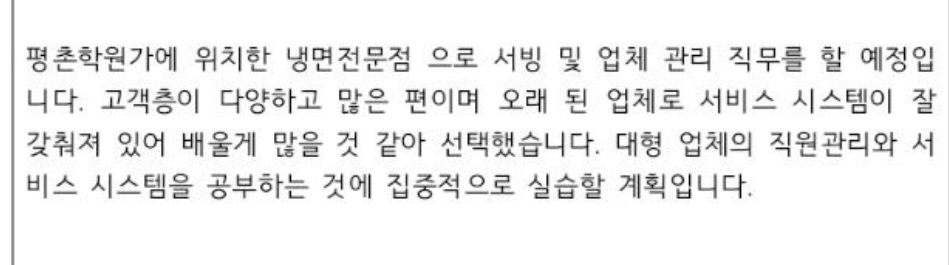 평촌학원가에 위치한 냉면전문점 으로 서빙 및 업체 관리 직무를 할 예정입
니다. 고객층이 다양하고 많은 편이며 오래 된 업체로 서비스 시스템이 잘
갖춰져 있어 배울게 많을 것 같아 선택했습니다. 대형 업체의 직원관리와 서
비스 시스템을 공부하는 것에 집중적으로 실습할 계획입니다.